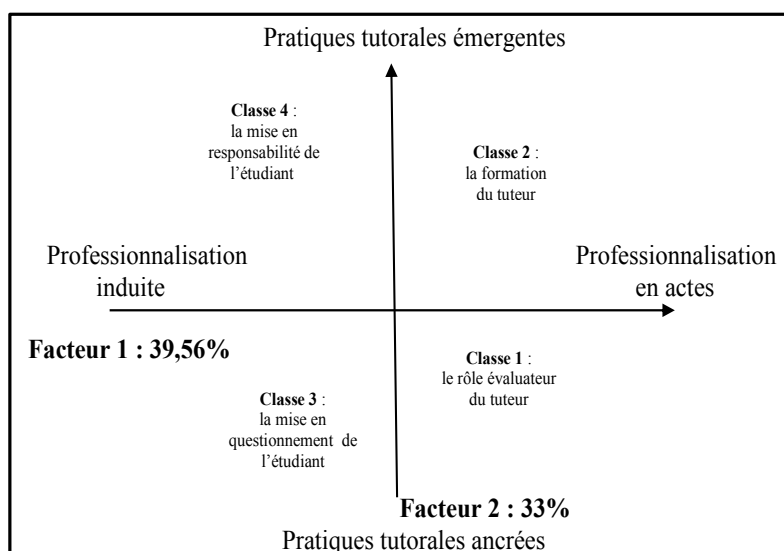 Pratiques tutorales émergentes
Classe 4 :
la mise en
responsabilité de
l'étudiant
Classe 2 :
la formation
du tuteur
Professionnalisation
induite
Professionnalisation
en actes
Facteur 1 : 39,56%
Classe 1 :
le rôle évaluateur
du tuteur
Classe 3 :
la mise en
questionnement de
l'étudiant
Facteur 2 : 33%
Pratiques tutorales ancrées